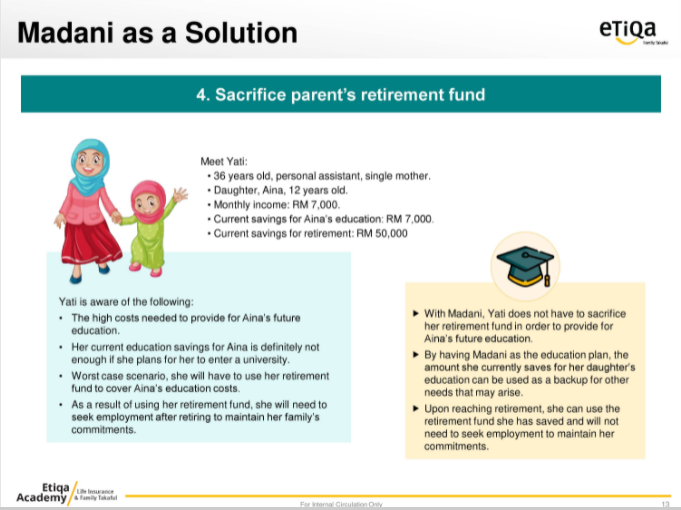 Madani as a Solution
eTiQa
Family Takaful
4. Sacrifice parent's retirement fund
Meet Yati:
• 36 years old, personal assistant, single mother.
• Daughter, Aina, 12 years old.
• Monthly income: RM 7,000.
• Current savings for Aina's education: RM 7,000.
• Current savings for retirement: RM 50,000
Yati is aware of the following:
• The high costs needed to provide for Aina's future
education.
• Her current education savings for Aina is definitely not
enough if she plans for her to enter a university.
• Worst case scenario, she will have to use her retirement
fund to cover Aina's education costs.
• As a result of using her retirement fund, she will need to
seek employment after retiring to maintain her family's
commitments.
► With Madani, Yati does not have to sacrifice
her retirement fund in order to provide for
Aina's future education.
► By having Madani as the education plan, the
amount she currently saves for her daughter's
education can be used as a backup for other
needs that may arise.
► Upon reaching retirement, she can use the
retirement fund she has saved and will not
need to seek employment to maintain her
commitments.
Etiqa
Academy
Life Insurance
& Family Takaful
For Internal Circulation Only
13